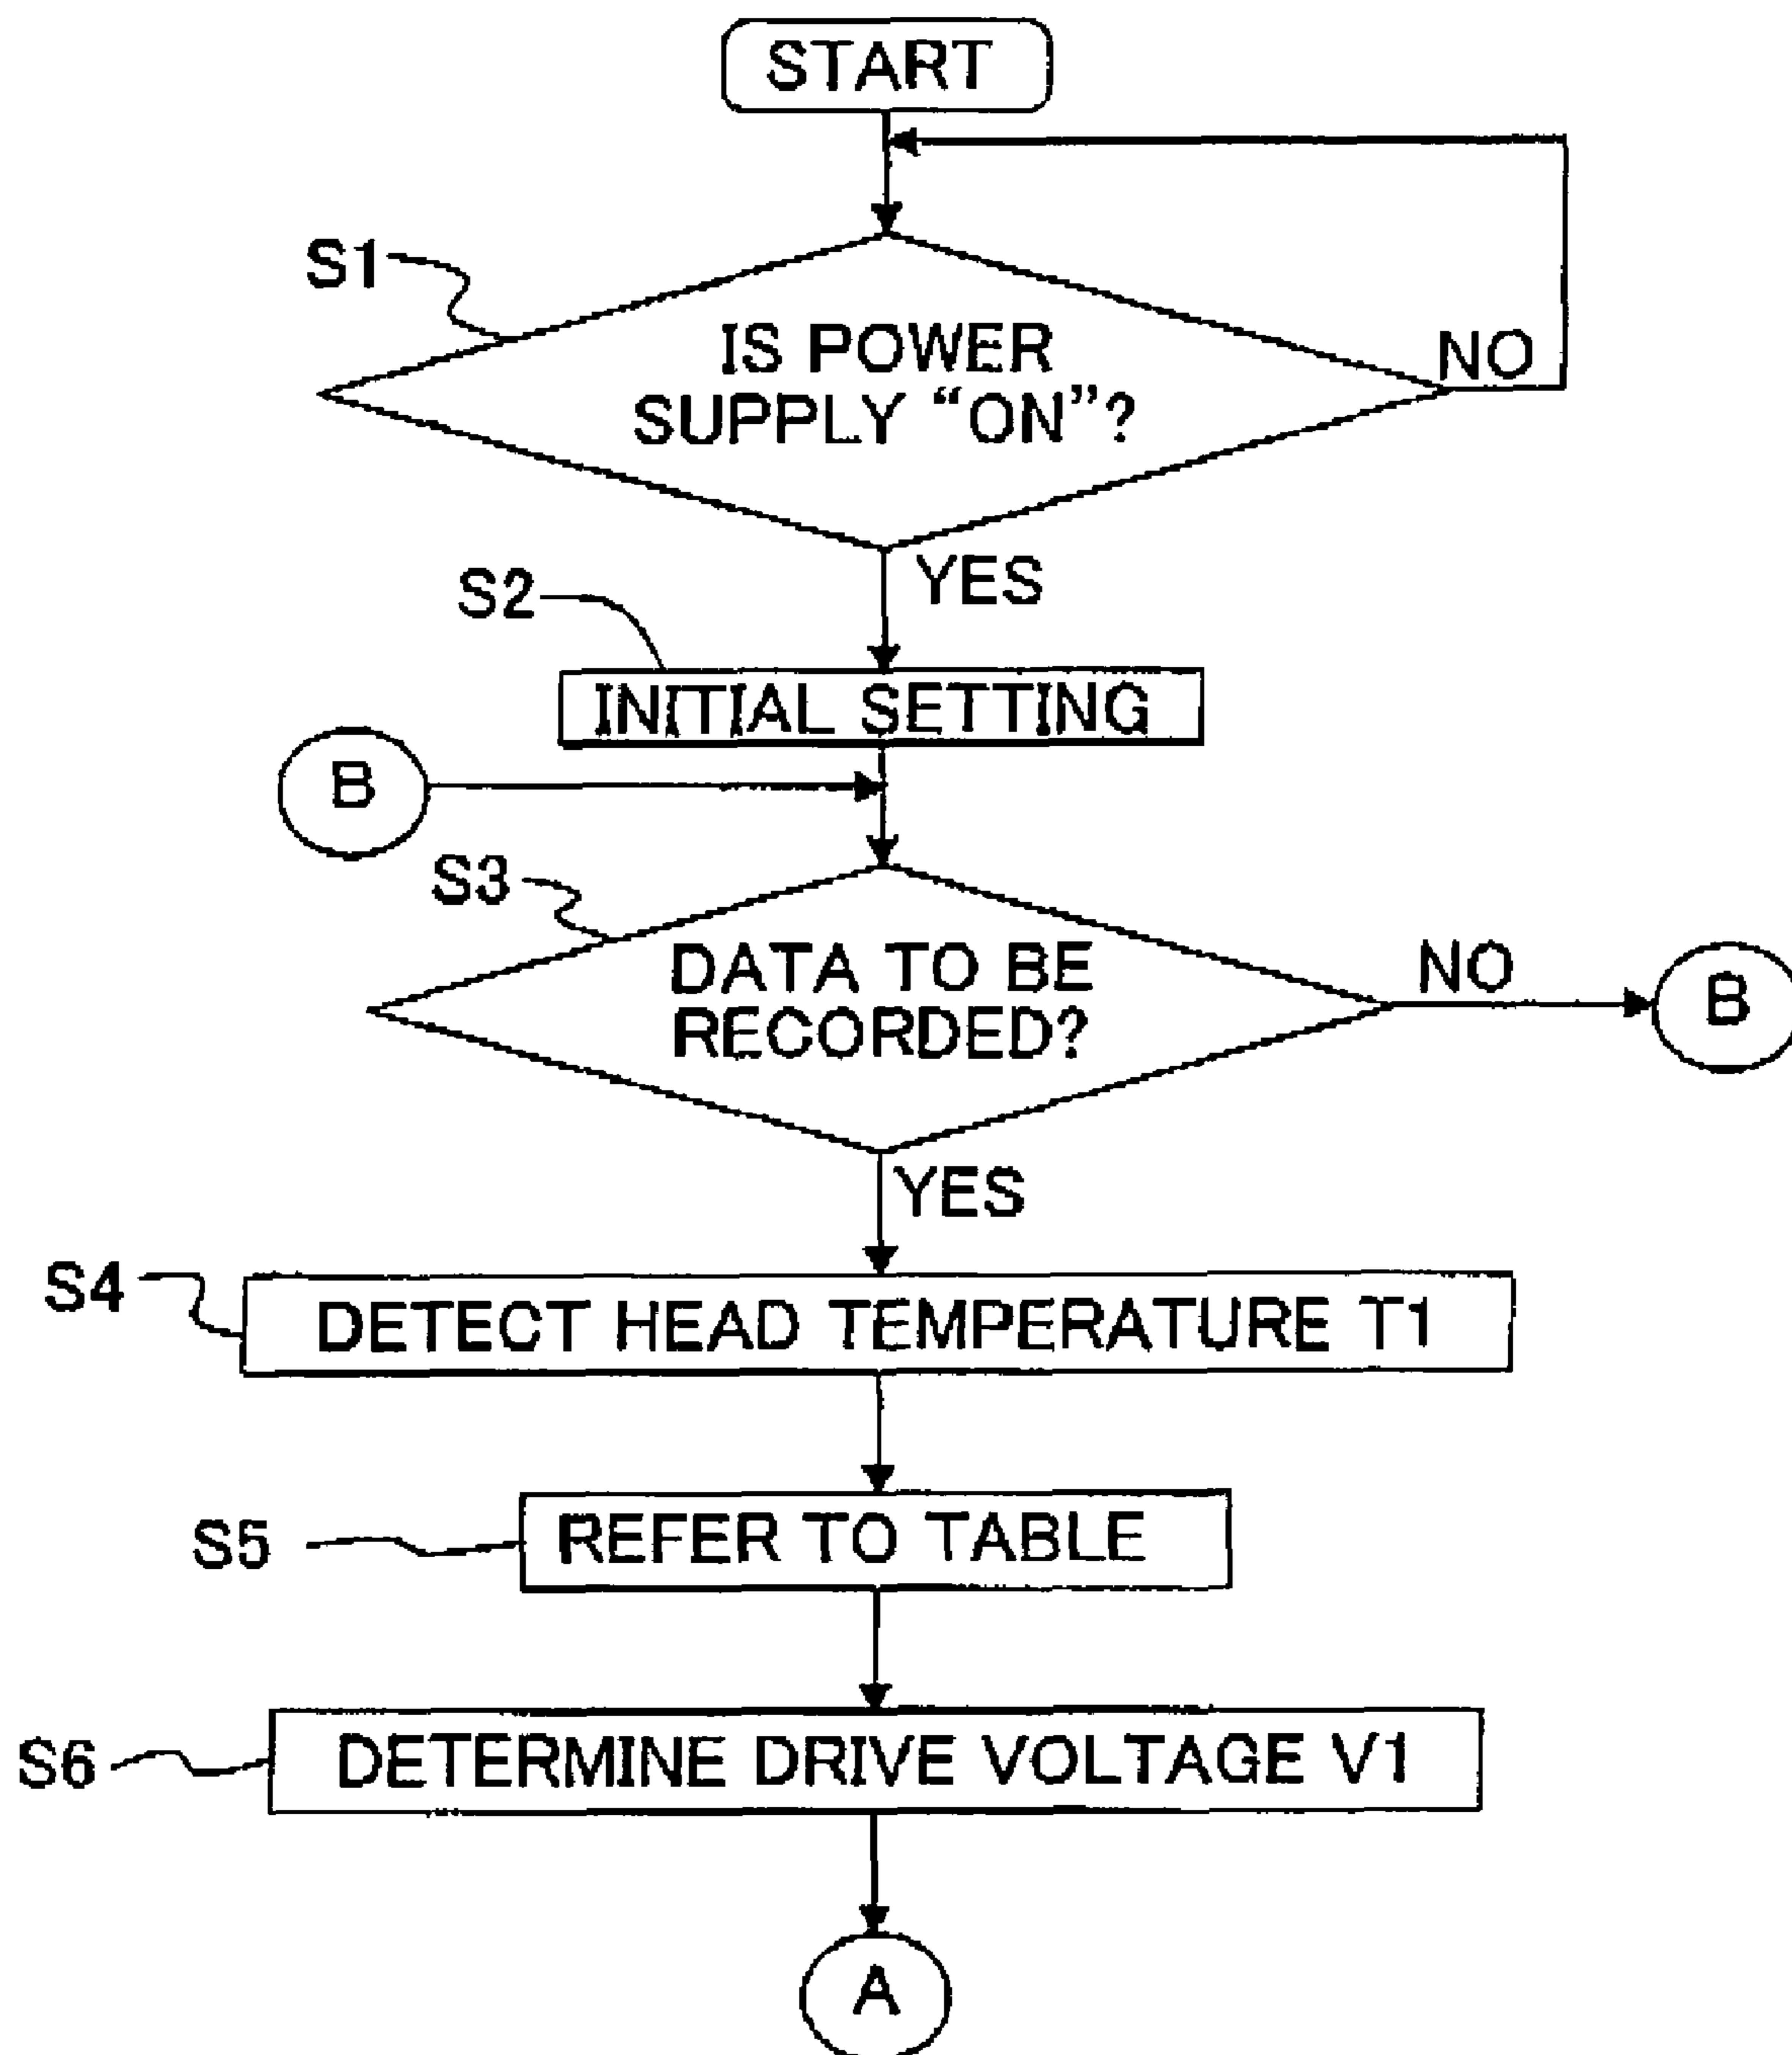 START
S1
IS POWER
SUPPLY “ON”?
NO
YES
S2
INITIAL SETTING
B
S3
DATA TO BE
RECORDED?
NO
B
YES
S4
DETECT HEAD TEMPERATURE T1
S5
REFER TO TABLE
S6
DETERMINE DRIVE VOLTAGE V1
A